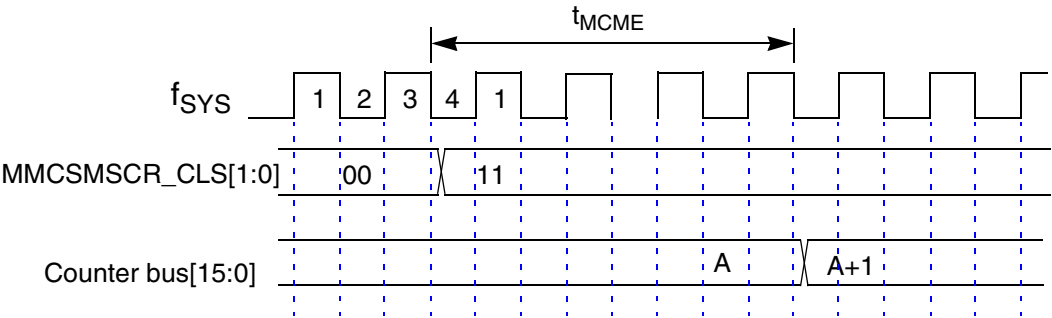 tMCME
fSYS 1 2 3 4 1
MMCSMSCR_CLS[1:0] 00 11
Counter bus[15:0] A A+1